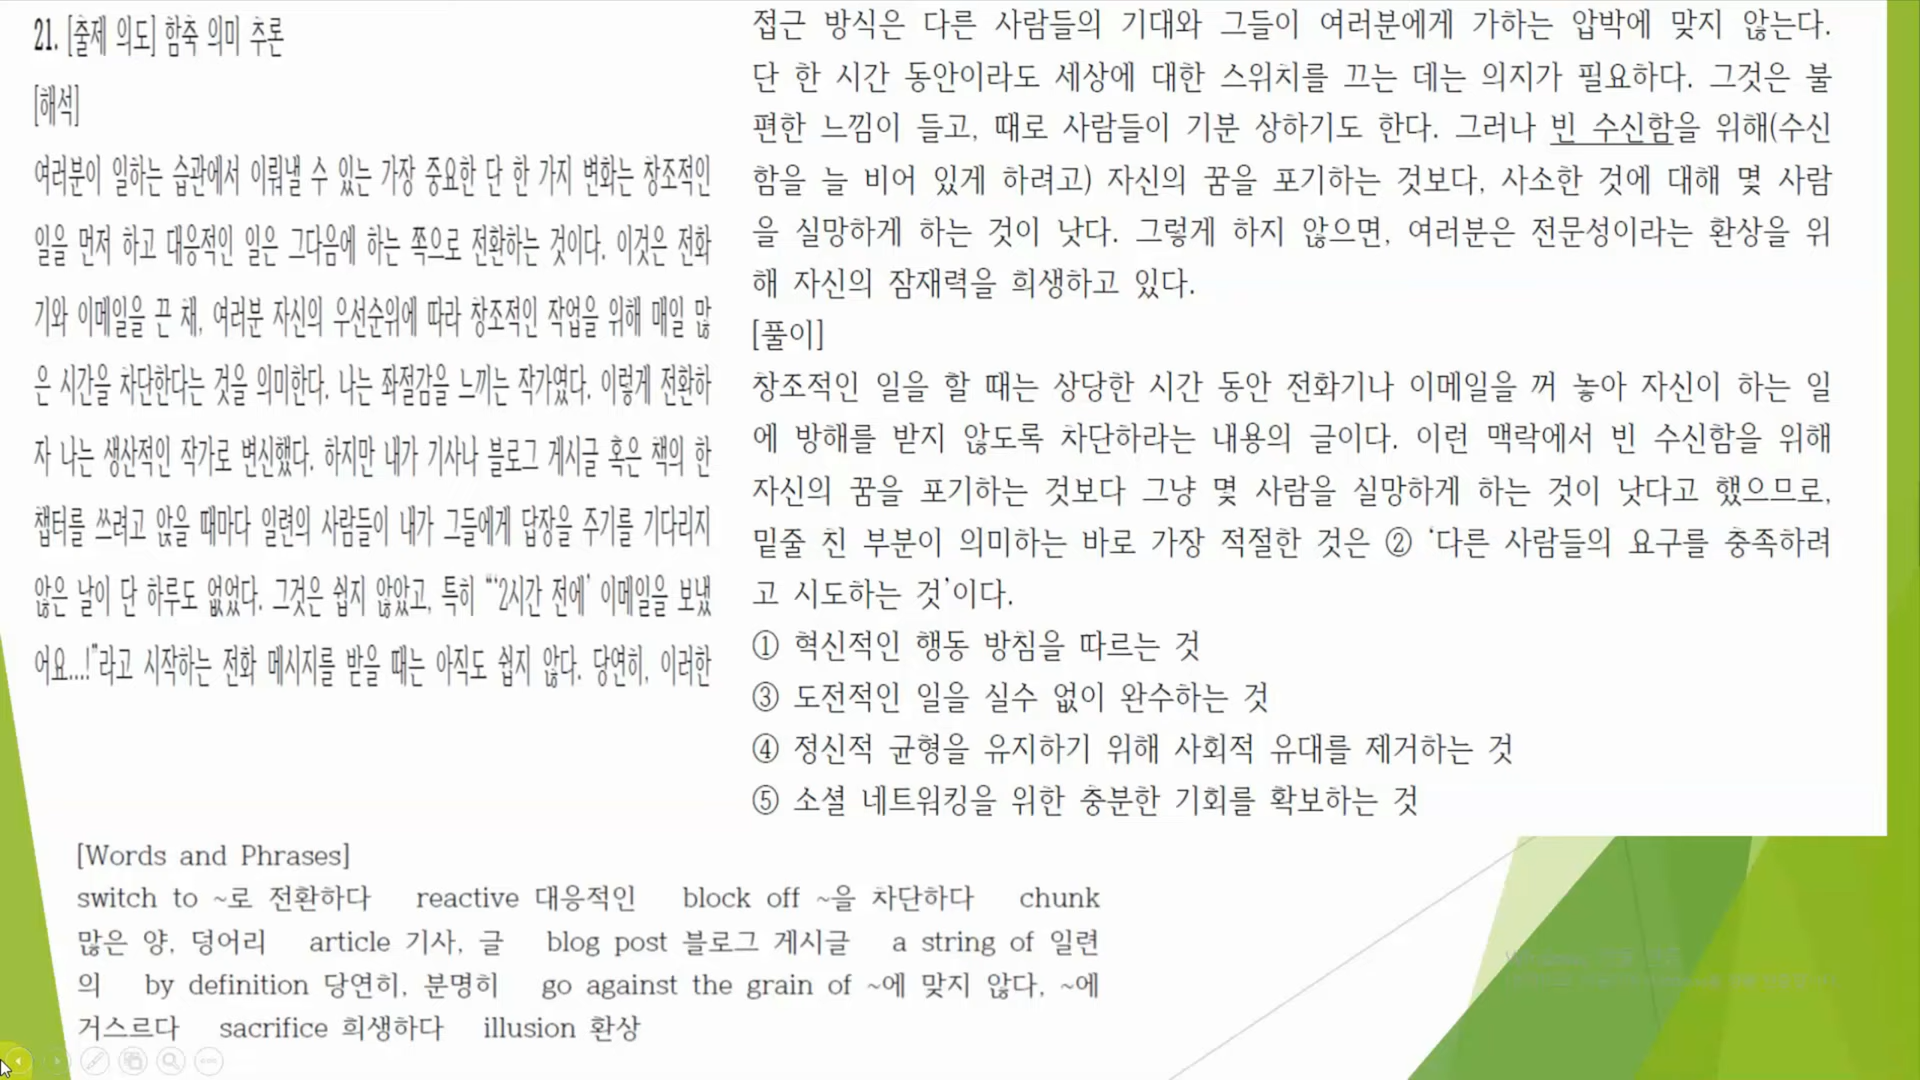 21. [출제 의도] 함축 의미 추론
[해석]
여러분이 일하는 습관에서 이뤄낼 수 있는 가장 중요한 단 한 가지 변화는 창조적인
일을 먼저 하고 대응적인 일은 그다음에 하는 쪽으로 전환하는 것이다. 이것은 전화
기와 이메일을 끈 채, 여러분 자신의 우선순위에 따라 창조적인 작업을 위해 매일 많
은 시간을 차단한다는 것을 의미한다. 나는 좌절감을 느끼는 작가였다. 이렇게 전환하
자 나는 생산적인 작가로 변신했다. 하지만 내가 기사나 블로그 게시글 혹은 책의 한
챕터를 쓰려고 앉을 때마다 일련의 사람들이 내가 그들에게 답장을 주기를 기다리지
않은 날이 단 하루도 없었다. 그것은 쉽지 않았고, 특히 “‘2시간 전에’ 이메일을 보냈
어요...!”라고 시작하는 전화 메시지를 받을 때는 아직도 쉽지 않다. 당연히, 이러한
접근 방식은 다른 사람들의 기대와 그들이 여러분에게 가하는 압박에 맞지 않는다.
단 한 시간 동안이라도 세상에 대한 스위치를 끄는 데는 의지가 필요하다. 그것은 불
편한 느낌이 들고, 때로 사람들이 기분 상하기도 한다. 그러나 빈 수신함을 위해(수신
함을 늘 비어 있게 하려고) 자신의 꿈을 포기하는 것보다, 사소한 것에 대해 몇 사람
을 실망하게 하는 것이 낫다. 그렇게 하지 않으면, 여러분은 전문성이라는 환상을 위
해 자신의 잠재력을 희생하고 있다.
[풀이]
창조적인 일을 할 때는 상당한 시간 동안 전화기나 이메일을 꺼 놓아 자신이 하는 일
에 방해를 받지 않도록 차단하라는 내용의 글이다. 이런 맥락에서 빈 수신함을 위해
자신의 꿈을 포기하는 것보다 그냥 몇 사람을 실망하게 하는 것이 낫다고 했으므로,
밑줄 친 부분이 의미하는 바로 가장 적절한 것은 ② ‘다른 사람들의 요구를 충족하려
고 시도하는 것’이다.
① 혁신적인 행동 방침을 따르는 것
③ 도전적인 일을 실수 없이 완수하는 것
④ 정신적 균형을 유지하기 위해 사회적 유대를 제거하는 것
⑤ 소셜 네트워킹을 위한 충분한 기회를 확보하는 것
[Words and Phrases]
switch to ~로 전환하다 reactive 대응적인 block off ~을 차단하다 chunk
많은 양, 덩어리 article 기사, 글 blog post 블로그 게시글 a string of 일련
의 by definition 당연히, 분명히 go against the grain of ~에 맞지 않다, ~에
거스르다 sacrifice 희생하다 illusion 환상